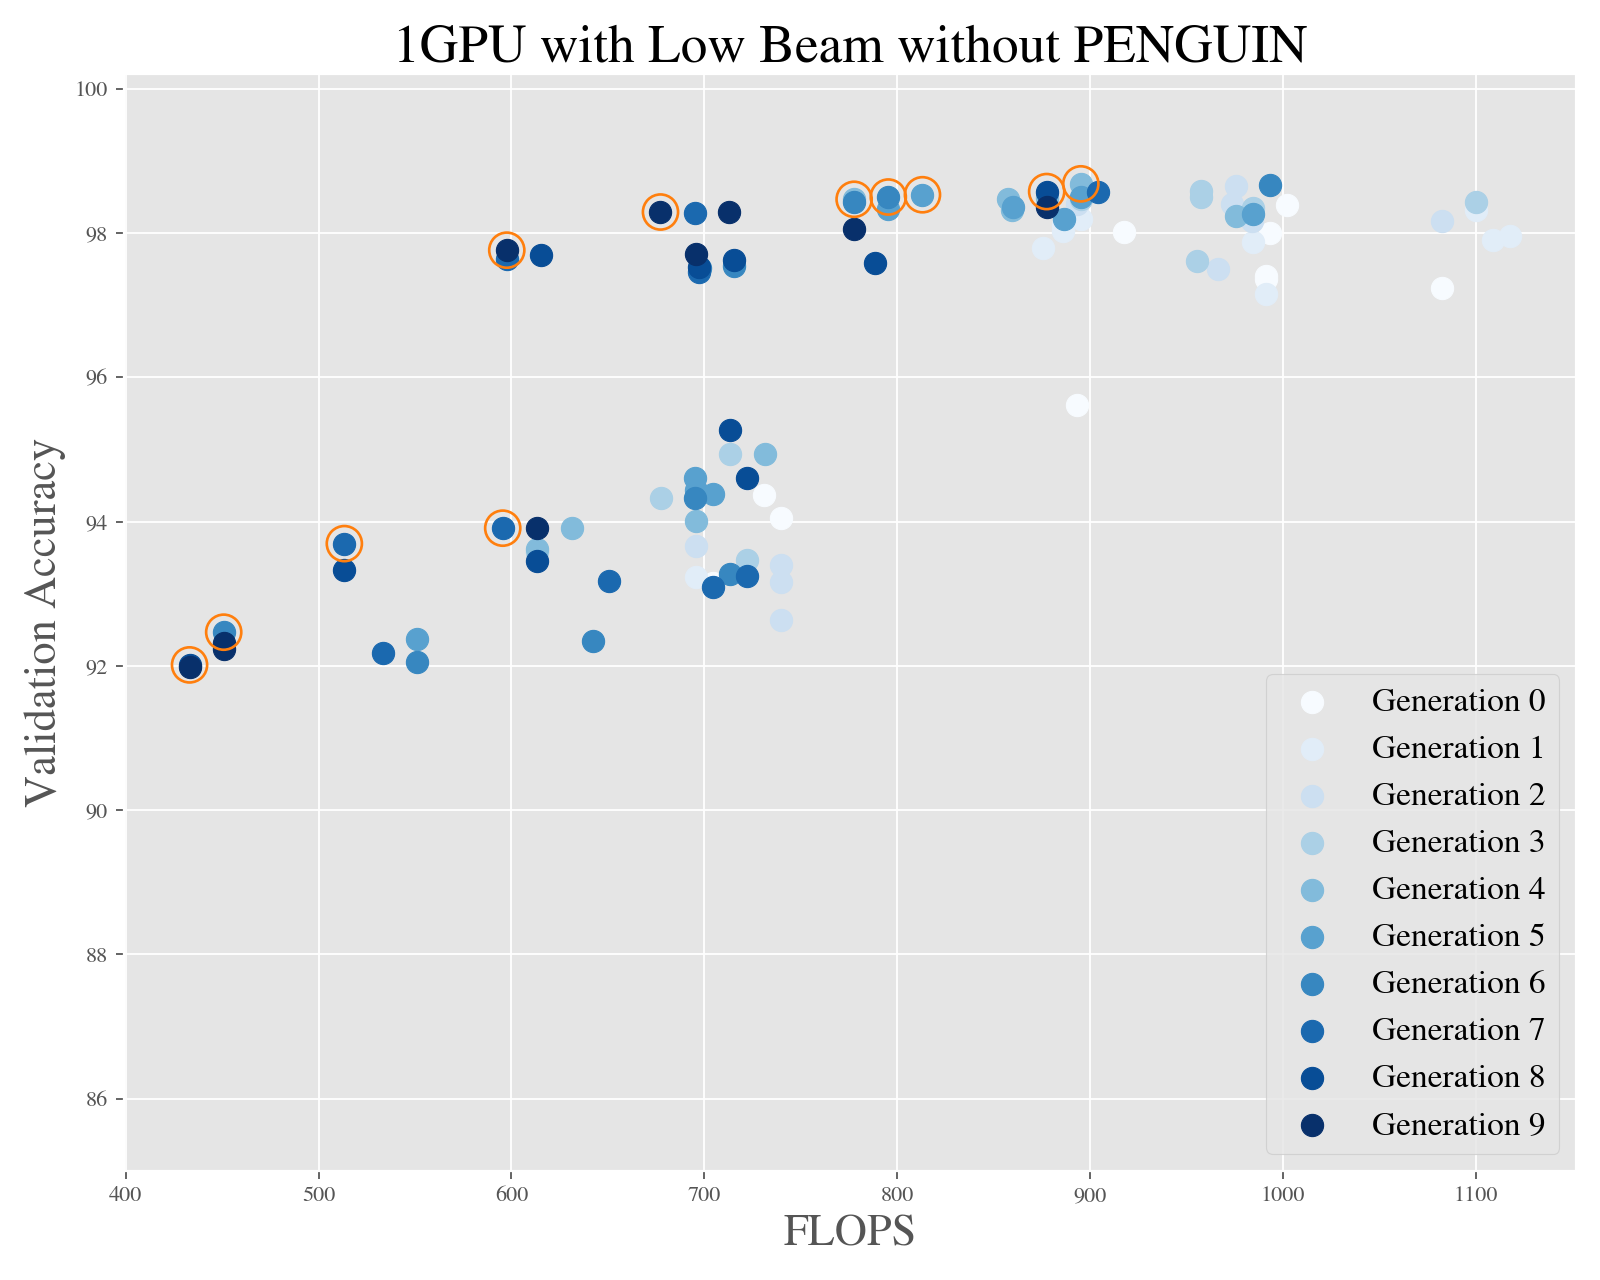 1GPU with Low Beam without PENGUIN
Validation Accuracy
100
98
96
94
92
90
88
86
400 500 600 700 800 900 1000 1100
FLOPS
Generation 0
Generation 1
Generation 2
Generation 3
Generation 4
Generation 5
Generation 6
Generation 7
Generation 8
Generation 9